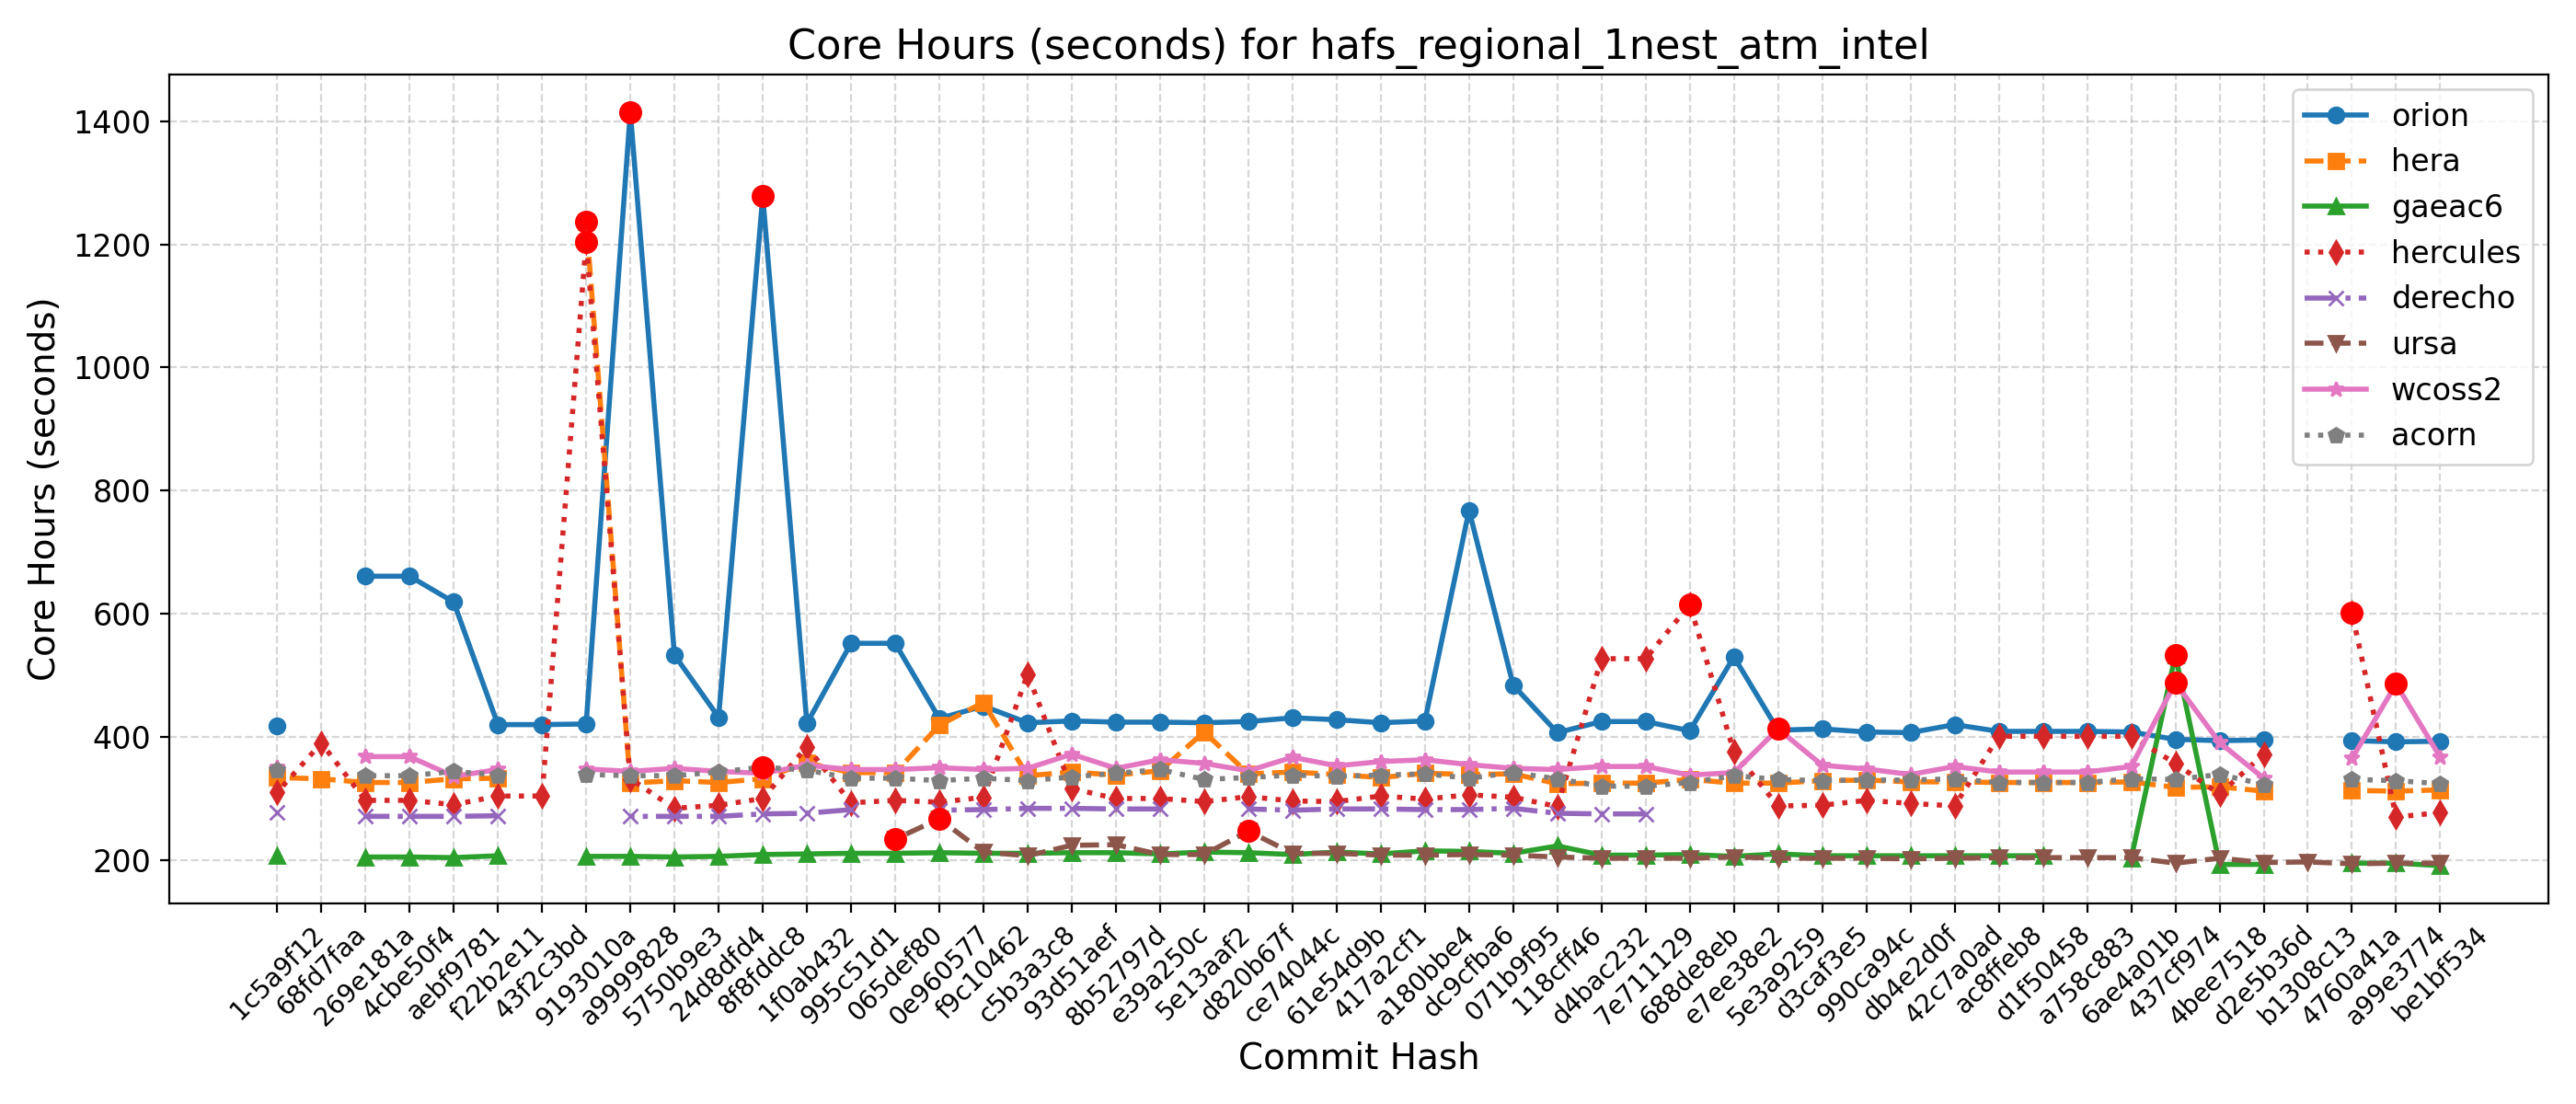 Core Hours (seconds) for hafs_regional_1nest_atm_intel
Core Hours (seconds)
1400
1200
1000
800
600
400
200
orion
hera
gaeac6
hercules
derecho
ursa
wcoss2
acorn
1c5a9f12
68fd7faa
269e181a
4cbe50f4
aebf9781
f22b2e11
43f2c3bd
9193010a
a9999828
5750b9e3
24d8dfd4
8f8fddc8
1f0ab432
995c51d1
065def80
0e960577
f9c10462
c5b3a3c8
93d51aef
8b52797d
e39a250c
5e13aaf2
d820b67f
ce74044c
61e54d9b
417a2cf1
a180bbe4
dc9cfba6
071b9f95
118cff46
d4bac232
7e711129
688de8eb
e7ee38e2
5e3a9259
d3caf3e5
990ca94c
db4e2d0f
42c7a0ad
ac8ffeb8
d1f50458
a758c883
6ae4a01b
437cf974
4bee7518
d2e5b36d
b1308c13
4760a41a
a99e3774
be1bf534
Commit Hash